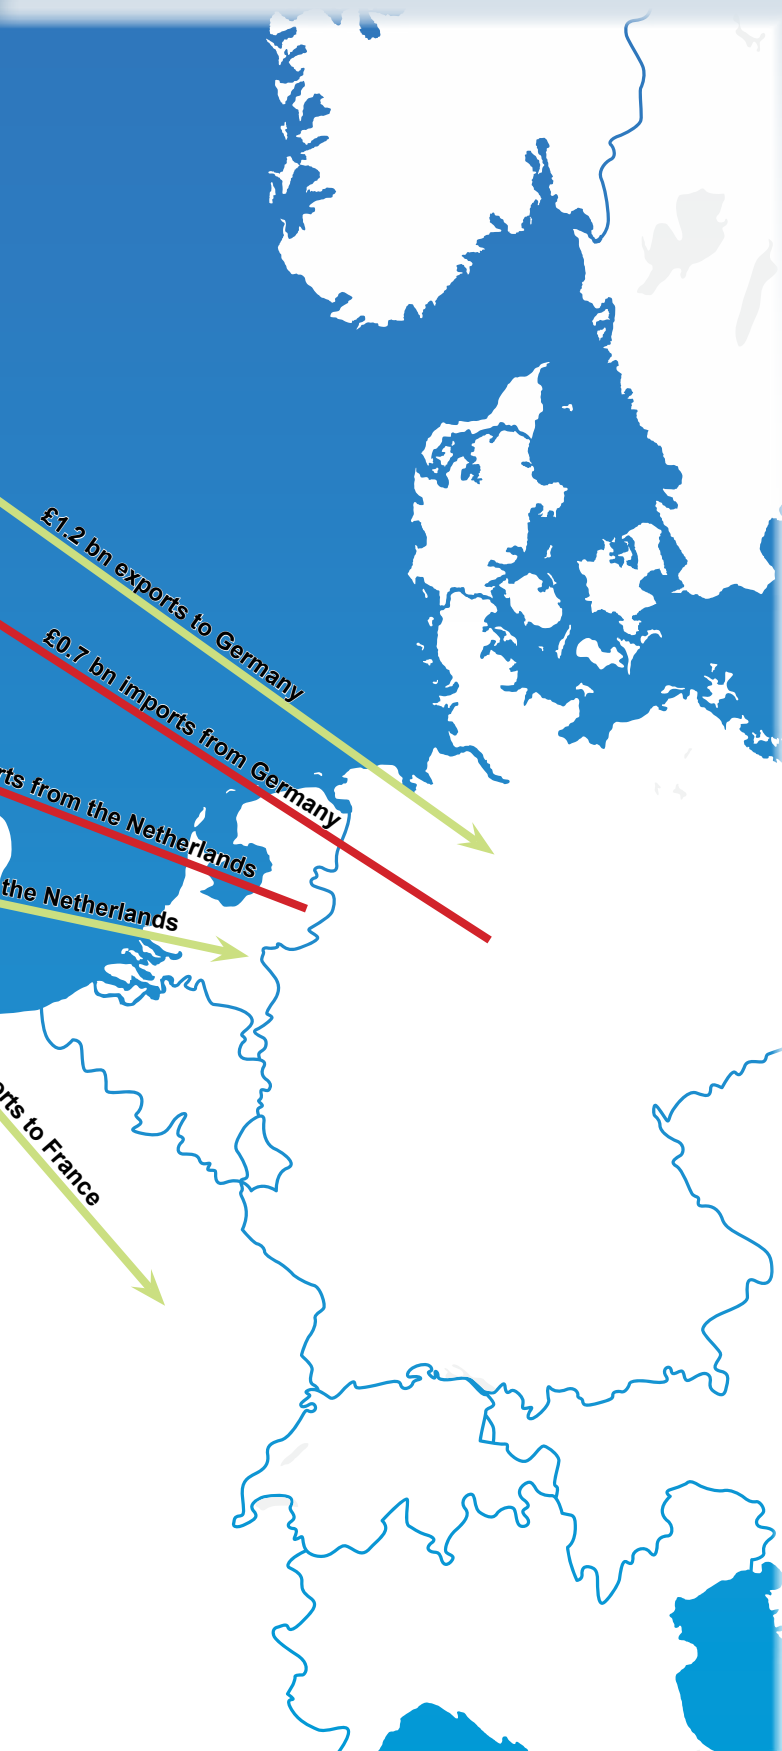 £1.2 bn exports to Germany
£0.7 bn imports from Germany
from the Netherlands
the Netherlands
to France